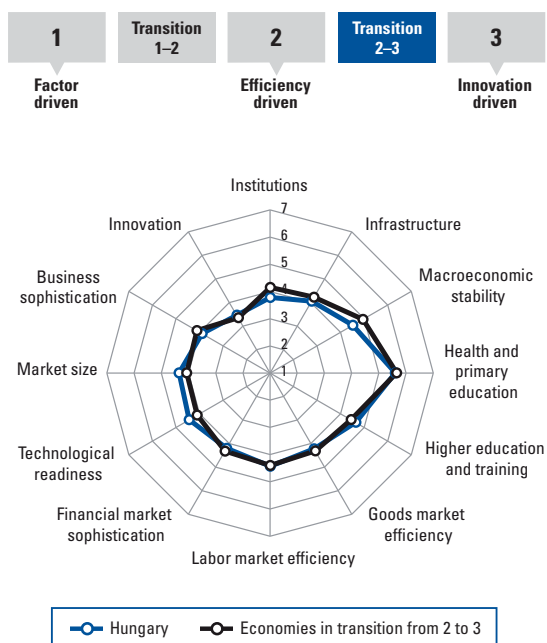 1
Transition
1–2
2
Transition
2–3
3
Factor
driven
Efficiency
driven
Innovation
driven
Institutions
7
Innovation
Infrastructure
6
5
Business
sophistication
Macroeconomic
stability
4
3
2
Market size
1
Health and
primary
education
Technological
readiness
Higher education
and training
Financial market
sophistication
Goods market
efficiency
Labor market efficiency
Hungary
Economies in transition from 2 to 3